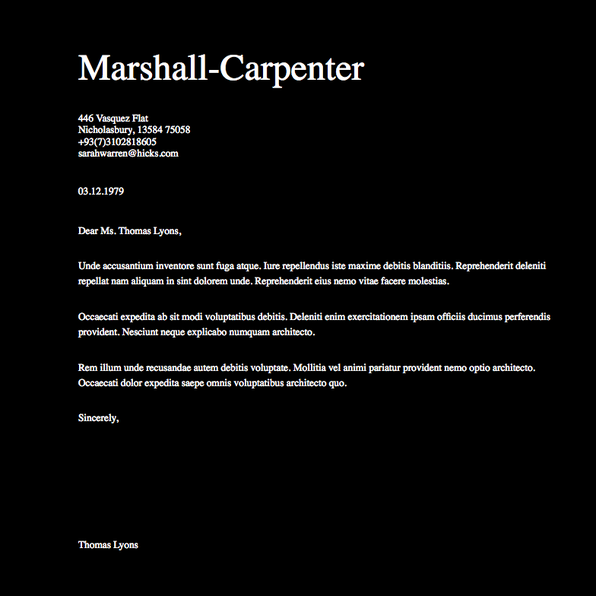 Marshall-Carpenter
446 Vasquez Flat
Nicholasbury, 13584 75058
+93(7)3102818605
sarahwarren@hicks.com
03.12.1979
Dear Ms. Thomas Lyons,
Unde accusantium inventore sunt fuga atque. Iure repellendus iste maxime debitis blanditiis. Reprehenderit deleniti
repellat nam aliquam in sint dolorem unde. Reprehenderit eius nemo vitae facere molestias.
Occaecati expedita ab sit modi voluptatibus debitis. Deleniti enim exercitationem ipsam officiis ducimus perferendis
provident. Nesciunt neque explicabo numquam architecto.
Rem illum unde recusandae autem debitis voluptate. Mollitia vel animi pariatur provident nemo optio architecto.
Occaecati dolor expedita saepe omnis voluptatibus architecto quo.
Sincerely,
Thomas Lyons